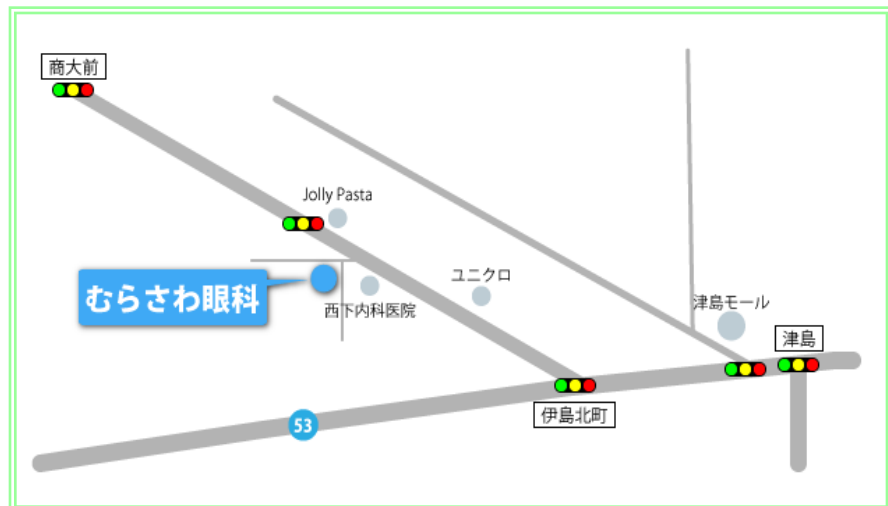 商大前
Jolly Pasta
むらさわ眼科
西下内科医院
ユニクロ
津島モール
津島
伊島北町
53